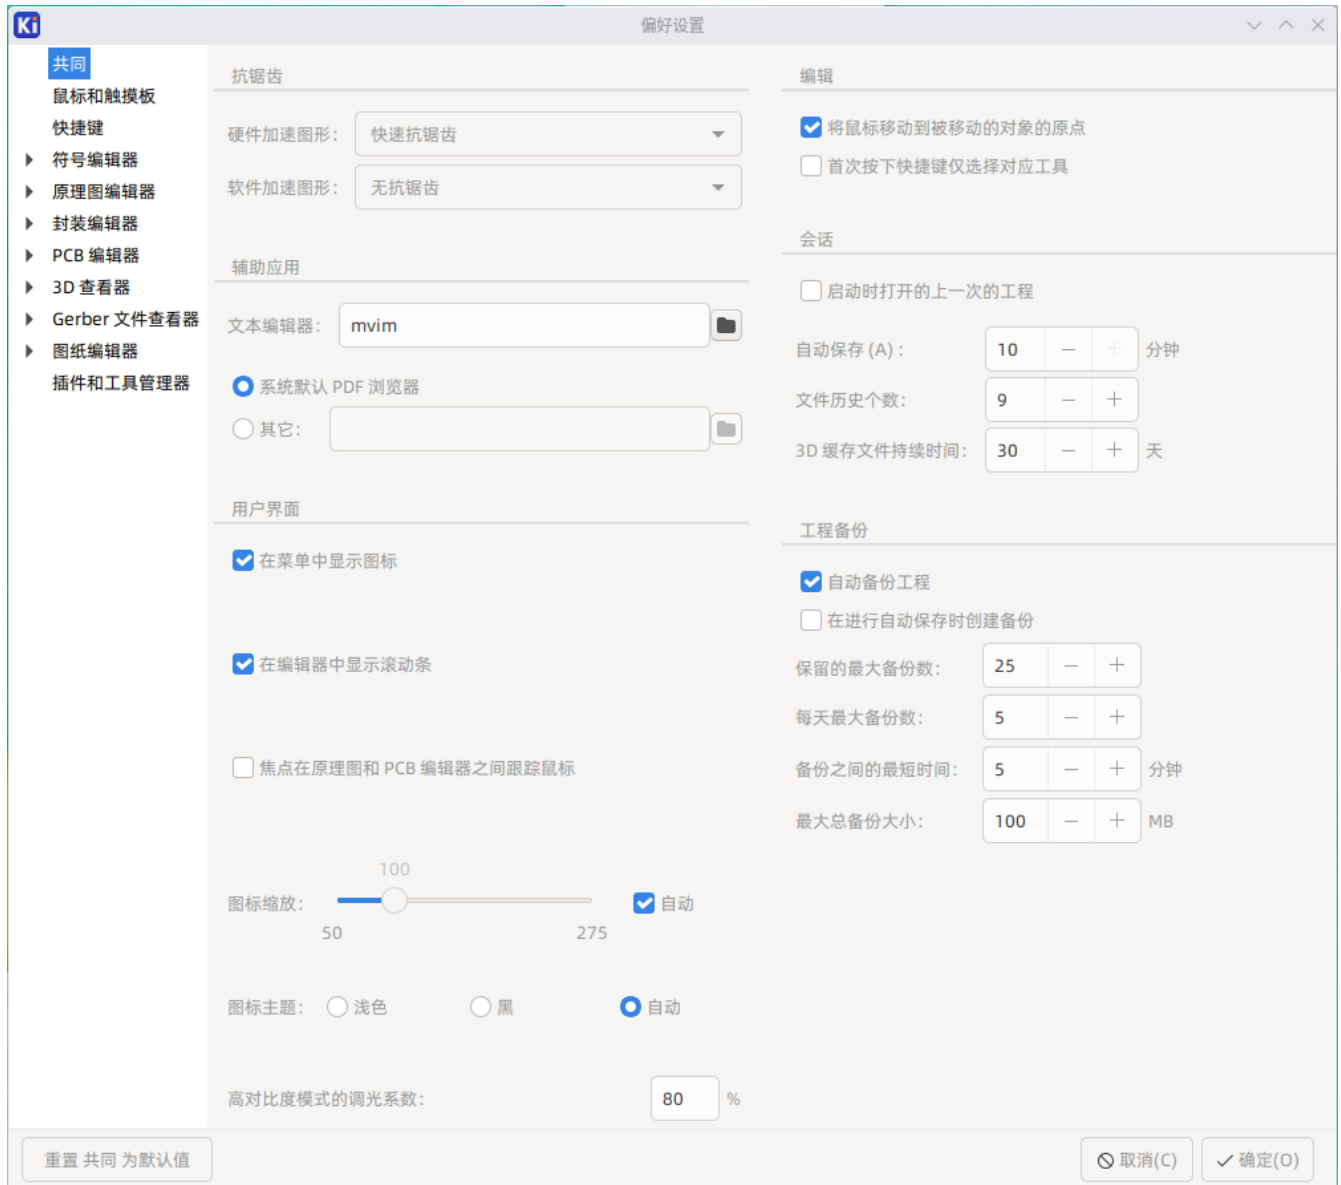 Ki
偏好设置
共同
鼠标和触摸板
快捷键
符号编辑器
原理图编辑器
封装编辑器
PCB 编辑器
3D 查看器
Gerber 文件查看器
图纸编辑器
插件和工具管理器
抗锯齿
硬件加速图形: 快速抗锯齿
软件加速图形: 无抗锯齿
辅助应用
文本编辑器: mvim
系统默认 PDF 浏览器
其它:
用户界面
在菜单中显示图标
在编辑器中显示滚动条
焦点在原理图和 PCB 编辑器之间跟踪鼠标
100
图标缩放: 自动
50 275
图标主题: 浅色 黑 自动
高对比度模式的调光系数: 80 %
编辑
将鼠标移动到被移动的对象的原点
首次按下快捷键仅选择对应工具
会话
启动时打开的上一次的工程
自动保存 (A) : 10 分钟
文件历史个数: 9
3D 缓存文件持续时间: 30 天
工程备份
自动备份工程
在进行自动保存时创建备份
保留的最大备份数: 25
每天最大备份数: 5
备份之间的最短时间: 5 分钟
最大总备份大小: 100 MB
重置 共同 为默认值
取消(C)
确定(O)